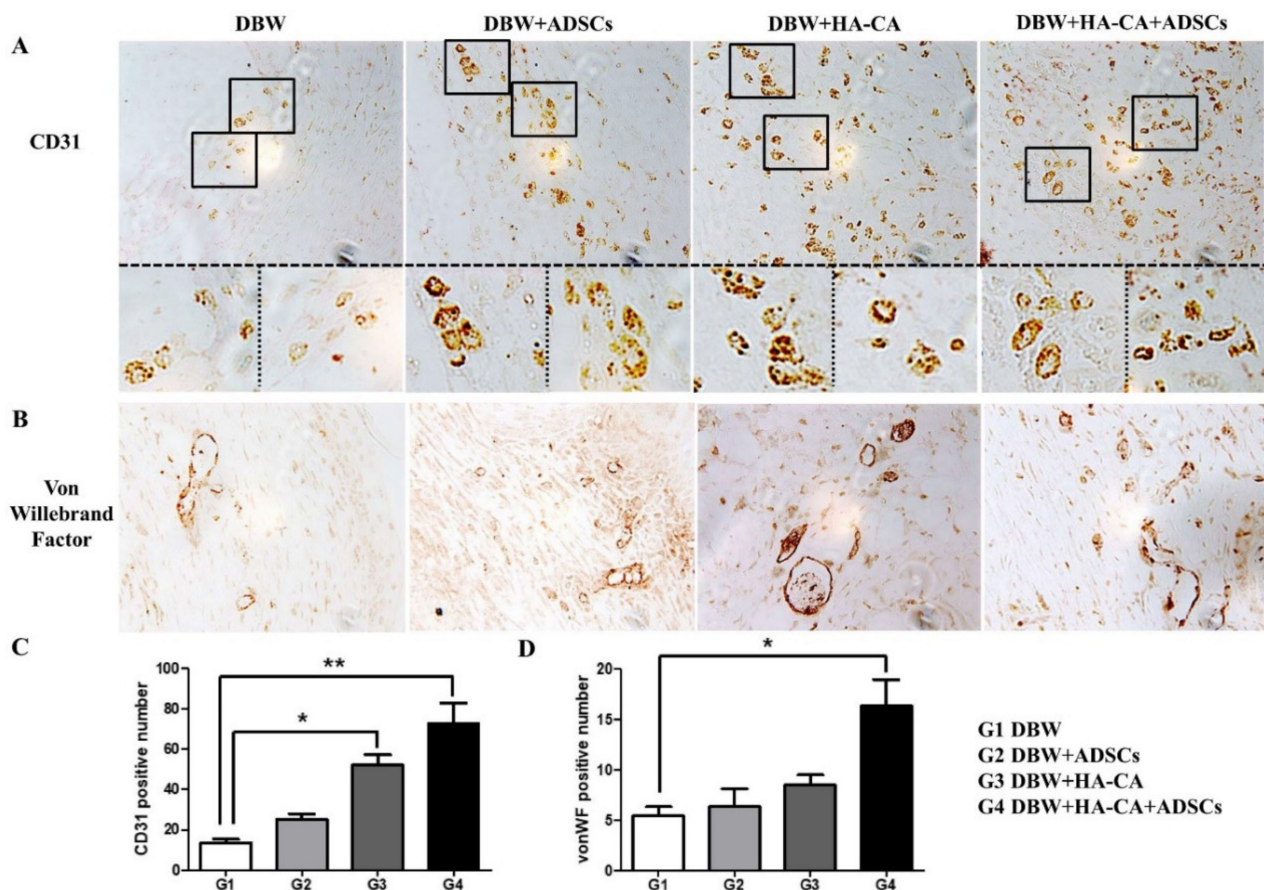 DBW DBW+ADSCs DBW+HA-CA DBW+HA-CA+ADSCs
A
CD31
B
Von
Willebrand
Factor
C
CD31 positive number
100
80
60
40
20
0
**
*
G1 G2 G3 G4
D
vonWF positive number
20
15
10
5
0
*
G1 G2 G3 G4
G1 DBW
G2 DBW+ADSCs
G3 DBW+HA-CA
G4 DBW+HA-CA+ADSCs